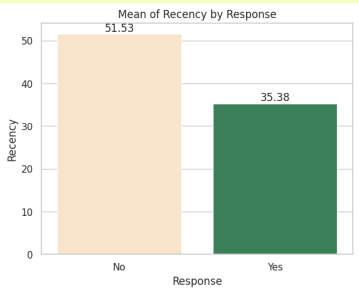 Mean of Recency by Response
51.53
50
40
35.38
30
20
10
0
Recency
No
Yes
Response